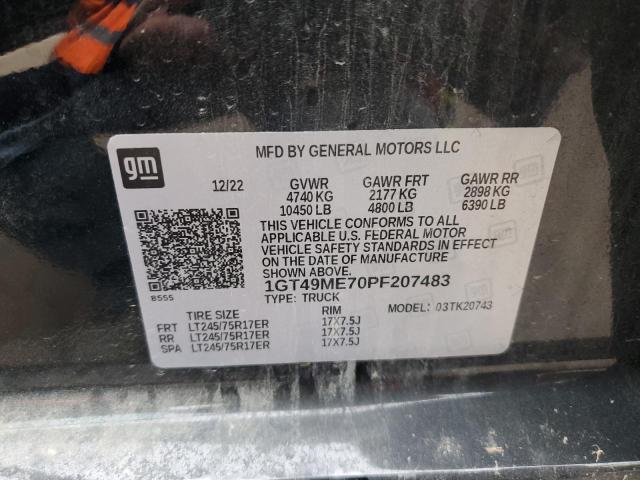 gm
MFD BY GENERAL MOTORS LLC
12/22 GVWR GAWR FRT GAWR RR
4740 KG 2177 KG 2898 KG
10450 LB 4800 LB 6390 LB
THIS VEHICLE CONFORMS TO ALL
APPLICABLE U.S. FEDERAL MOTOR
VEHICLE SAFETY STANDARDS IN EFFECT
ON THE DATE OF MANUFACTURE
SHOWN ABOVE.
8555 1GT49ME70PF207483
TYPE: TRUCK MODEL: 03TK20743
TIRE SIZE RIM
FRT LT245/75R17ER 17X7.5J
RR LT245/75R17ER 17X7.5J
SPA LT245/75R17ER 17X7.5J